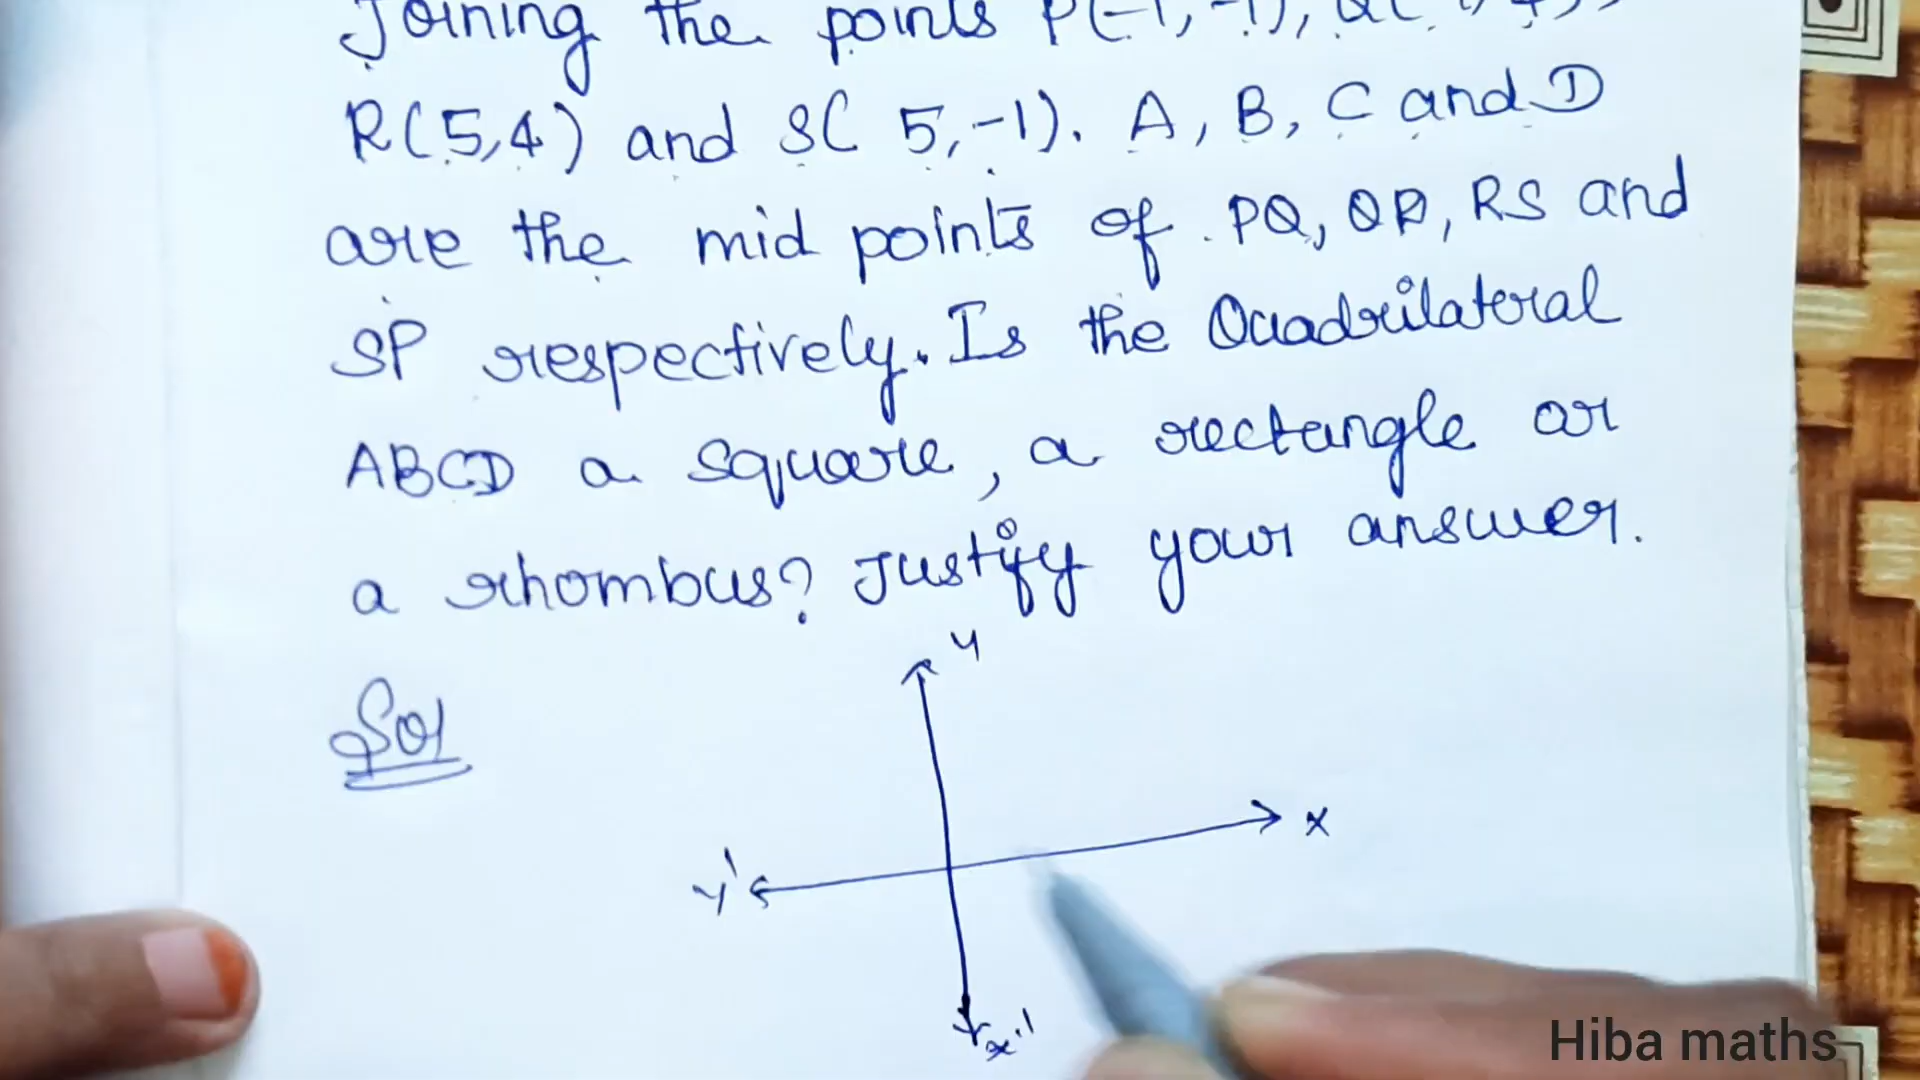 Joining the points P(-1,-1),
R(5,4) and S( 5,-1). A, B, C and D
are the mid points of PQ, QR, RS and
SP respectively. Is the Quadrilateral
ABCD a square, a rectangle or
a rhombus? Justify your answer.
Y
Sol
X
Y'
x'
Hiba maths